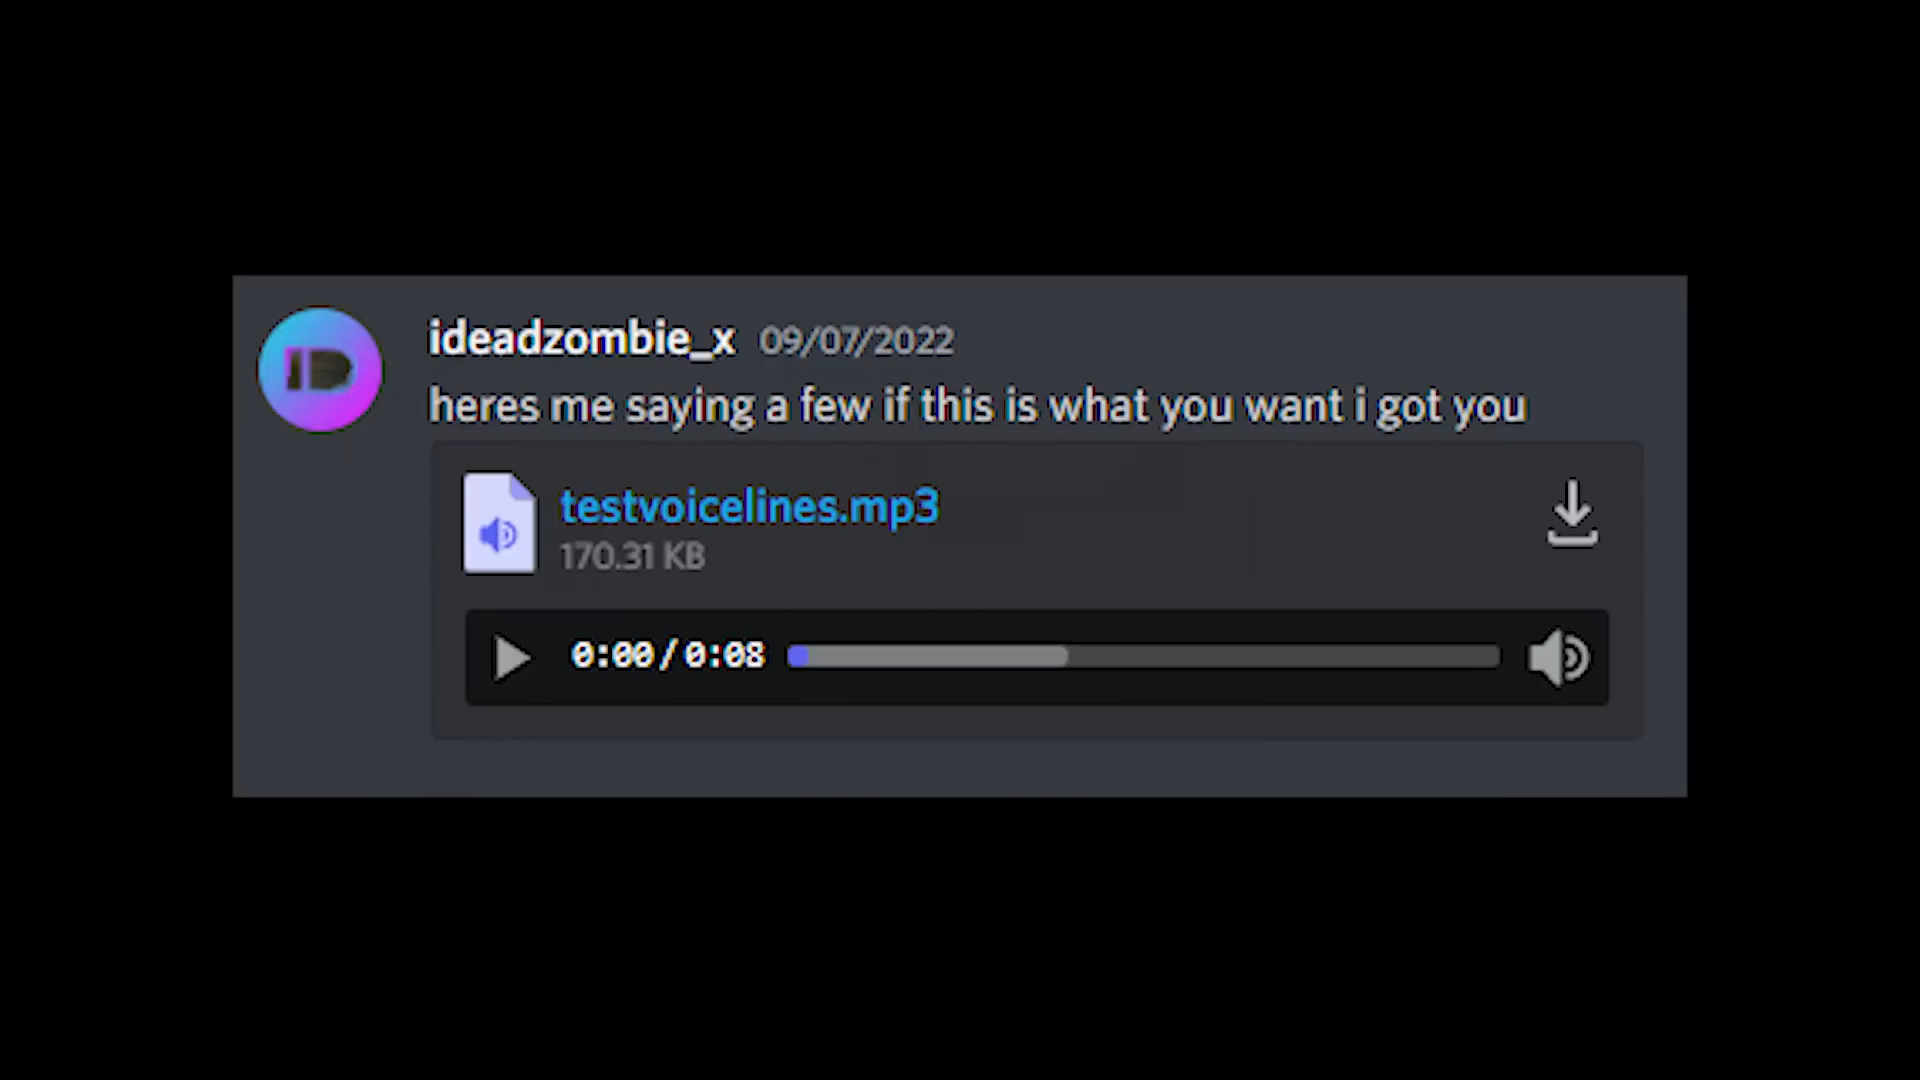 ID
ideadzombie_x 09/07/2022
heres me saying a few if this is what you want i got you
testvoicelines.mp3
170.31 KB
0:00/0:08